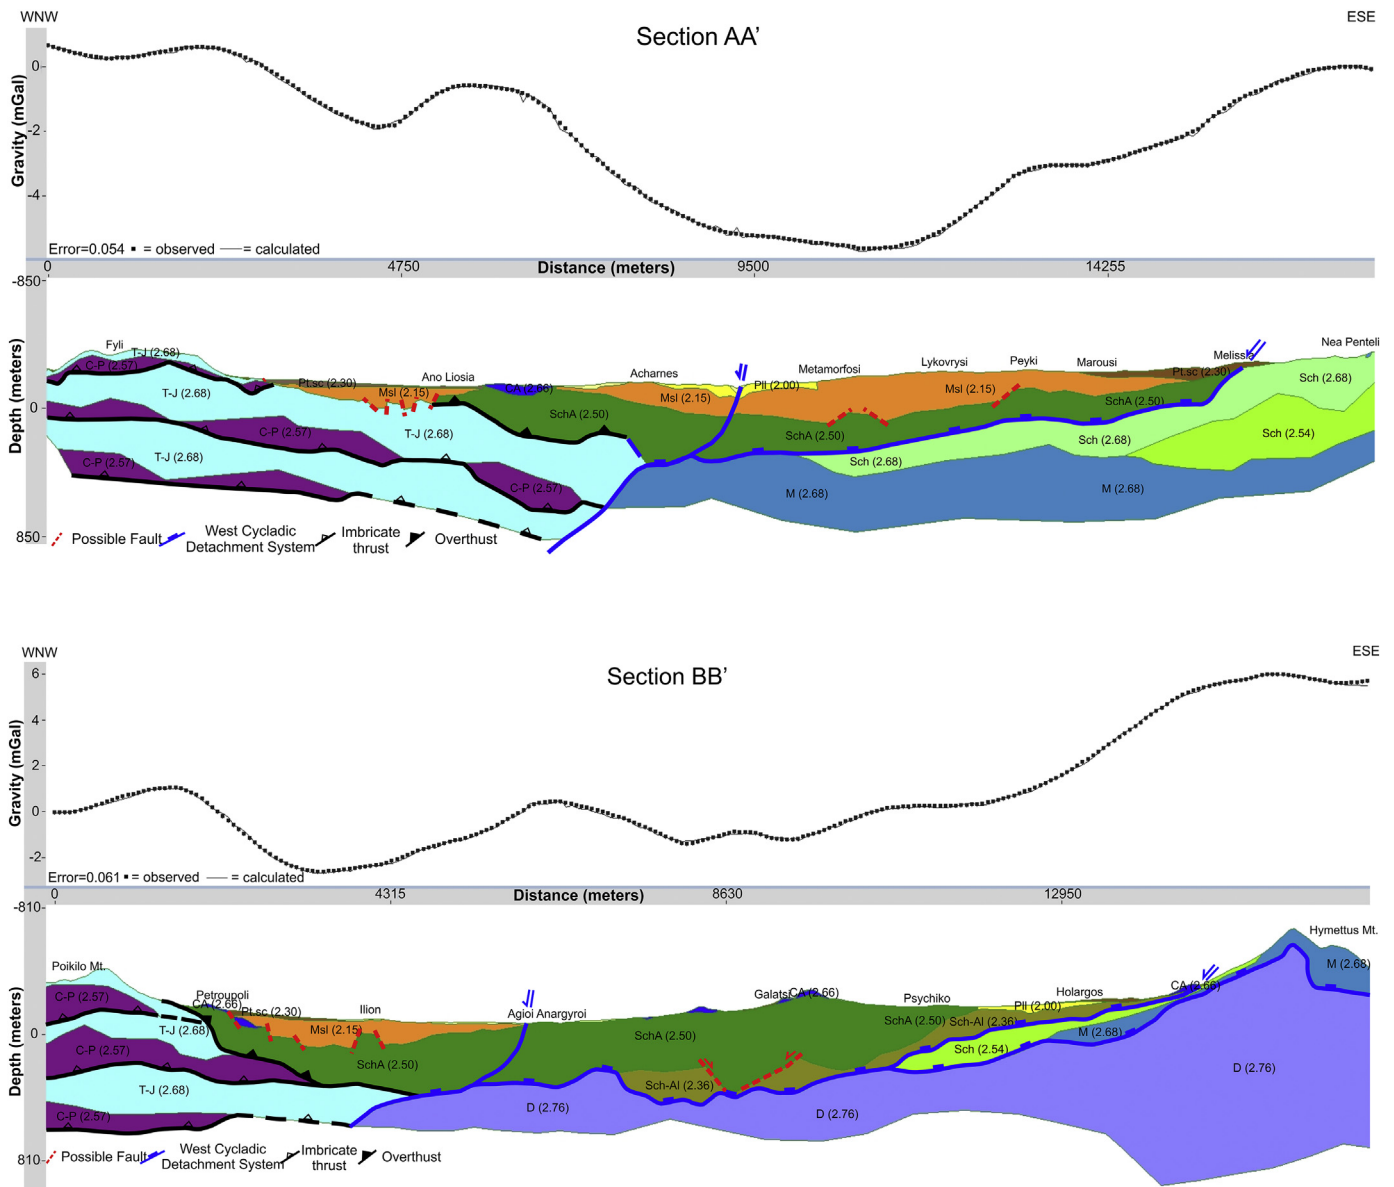 WNW
ESE
Section AA’
Gravity (mGal)
0
-2
-4
Error=0.054 ▪ = observed — = calculated
0
4750
Distance (meters)
9500
14255
-850
Depth (meters)
0
850
Fyli
T-J (2.68)
C-P (2.57)
T-J (2.68)
Pt.sc (2.30)
Msl (2.15)
Ano Liosia
CA (2.66)
Acharnes
Msl (2.15)
Pll (2.00)
Metamorfosi
Lykovrysi
Peyki
Marousi
Melissia
Nea Penteli
Msl (2.15)
Pt.sc (2.30)
Sch (2.68)
SchA (2.50)
SchA (2.50)
SchA (2.50)
C-P (2.57)
T-J (2.68)
Sch (2.68)
Sch (2.54)
C-P (2.57)
T-J (2.68)
Sch (2.68)
C-P (2.57)
M (2.68)
M (2.68)
Possible Fault
West Cycladic
Detachment System
Imbricate
thrust
Overthust
WNW
ESE
Section BB’
Gravity (mGal)
6
4
2
0
-2
Error=0.061 ▪ = observed — = calculated
0
4315
Distance (meters)
8630
12950
-810
Depth (meters)
0
810
Poikilo Mt.
C-P (2.57)
Petroupoli
CA (2.66)
Pt.sc (2.30)
Ilion
Msl (2.15)
T-J (2.68)
Agioi Anargyroi
Galatsi
CA (2.66)
Psychiko
Holargos
Pll (2.00)
CA (2.66)
Hymettus Mt.
M (2.68)
SchA (2.50)
Sch-Al (2.36)
SchA (2.50)
M (2.68)
C-P (2.57)
SchA (2.50)
Sch (2.54)
T-J (2.68)
Sch-Al (2.36)
D (2.76)
C-P (2.57)
D (2.76)
D (2.76)
Possible Fault
West Cycladic
Detachment System
Imbricate
thrust
Overthust